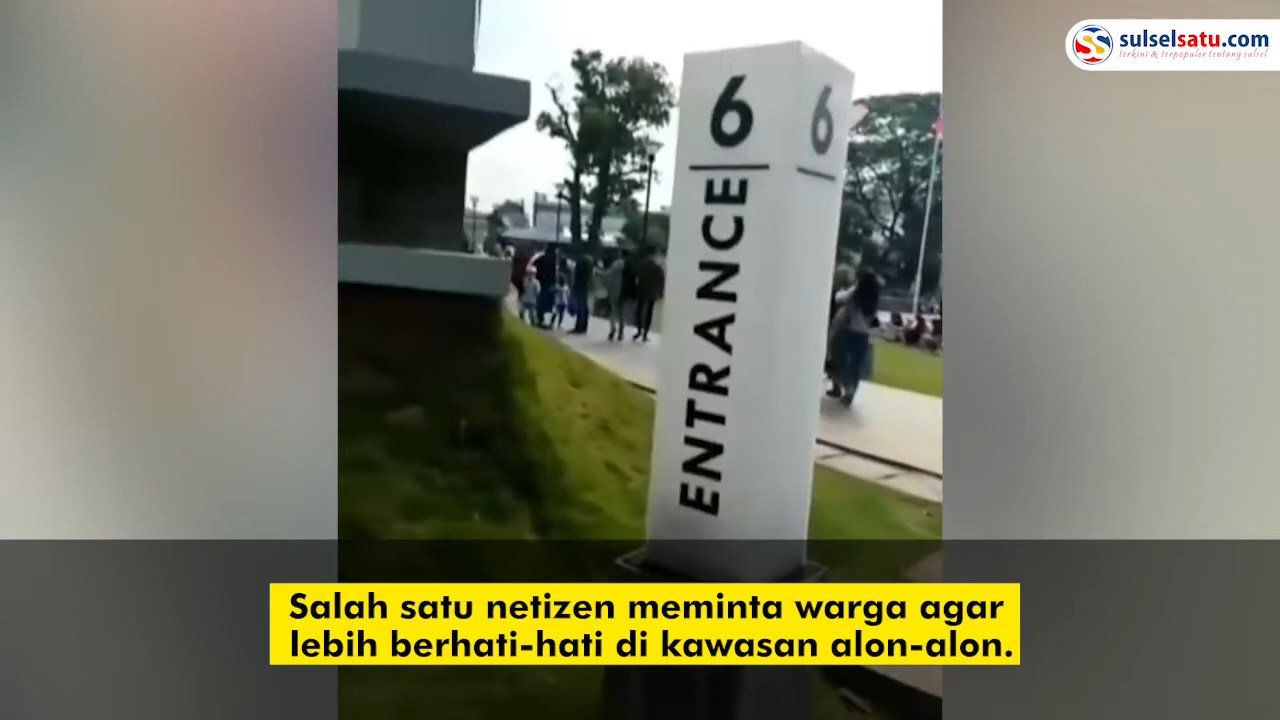 sulselsatu.com
terkini & terpopuler tentang sulsel
6
6
ENTRANCE
Salah satu netizen meminta warga agar
lebih berhati-hati di kawasan alon-alon.